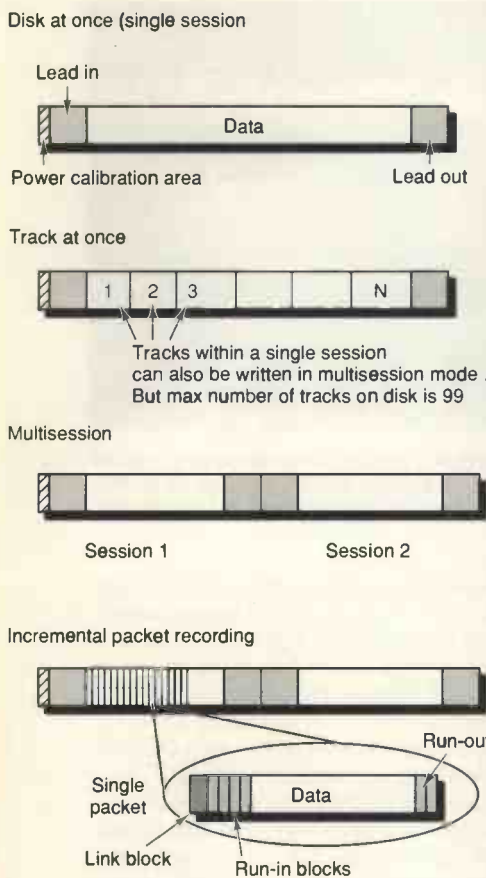 Disk at once (single session
Lead in
Data
Power calibration area
Lead out
Track at once
1 2 3 N
Tracks within a single session
can also be written in multisession mode .
But max number of tracks on disk is 99
Multisession
Session 1 Session 2
Incremental packet recording
Run-out
Single
packet
Data
Link block
Run-in blocks